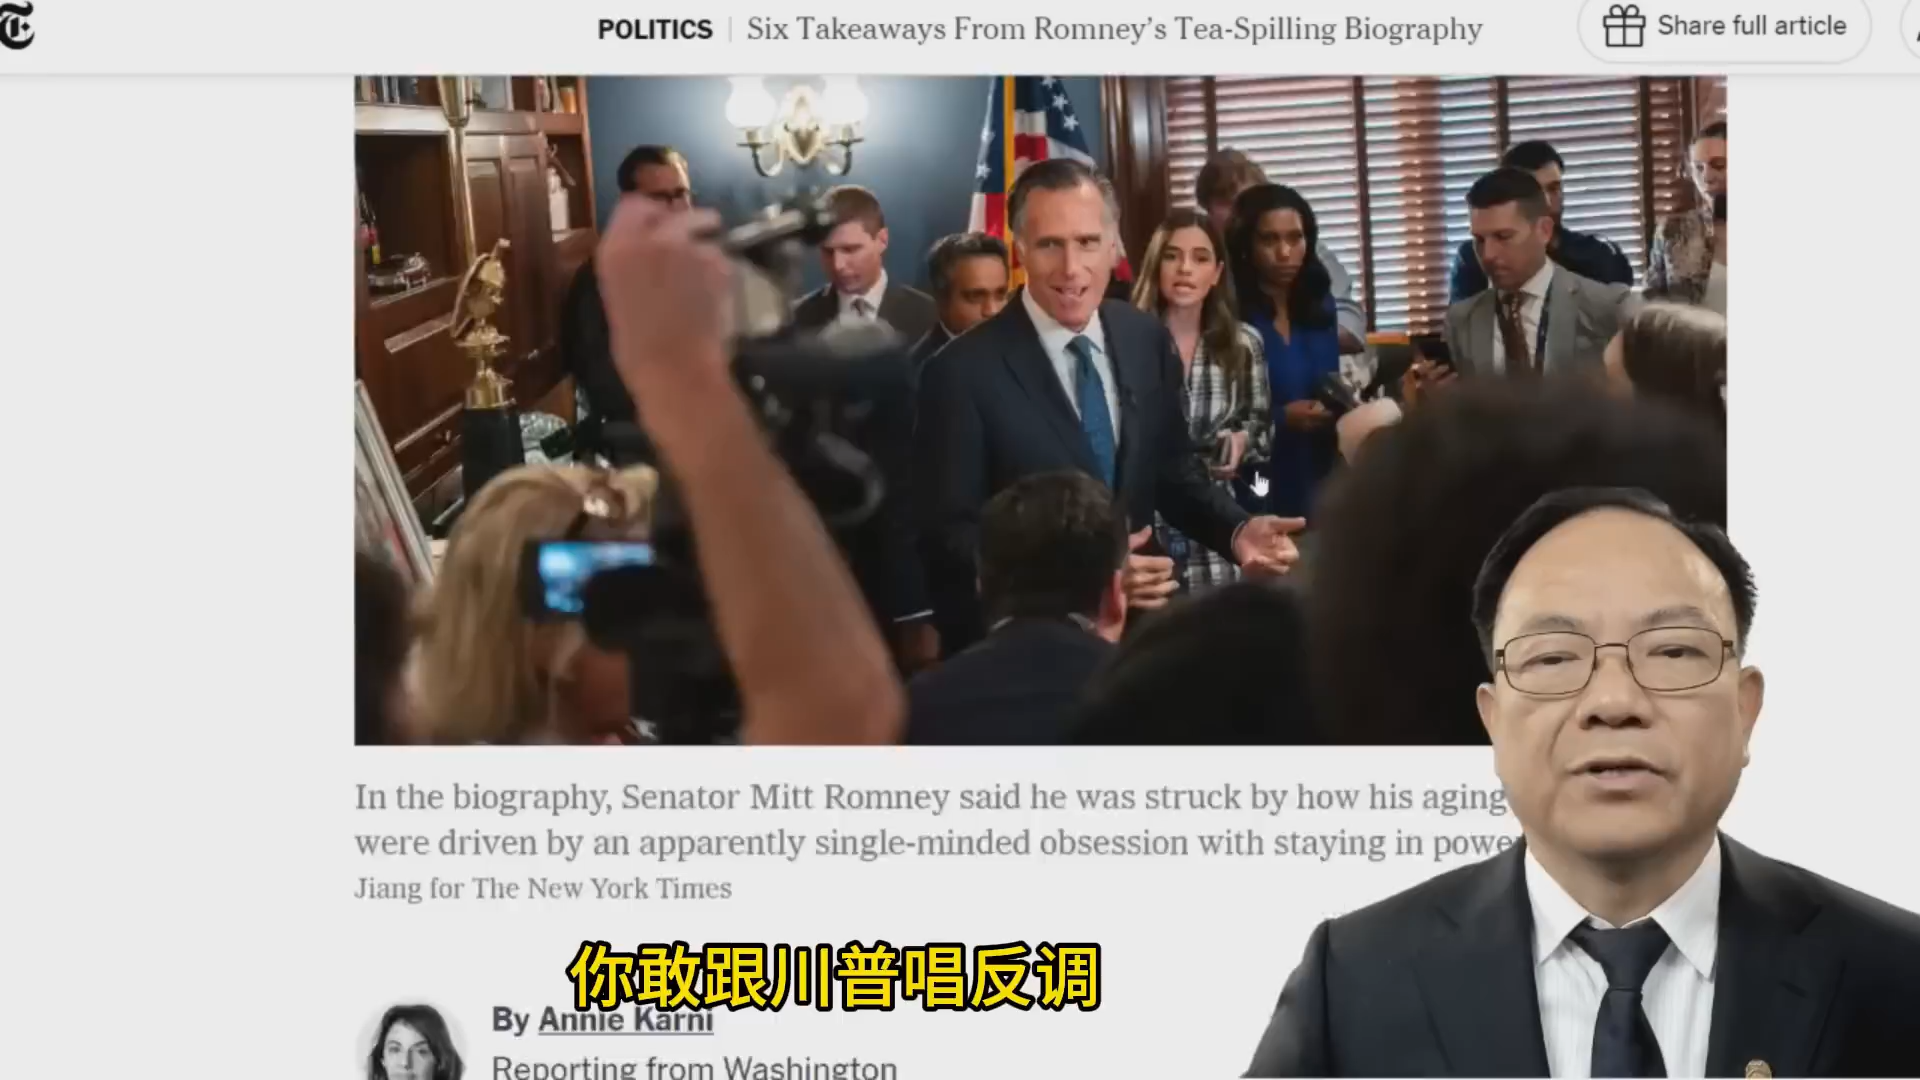 POLITICS | Six Takeaways From Romney's Tea-Spilling Biography
Share full article
In the biography, Senator Mitt Romney said he was struck by how his aging
were driven by an apparently single-minded obsession with staying in power
Jiang for The New York Times
你敢跟川普唱反调
By Annie Karni
Reporting from Washington